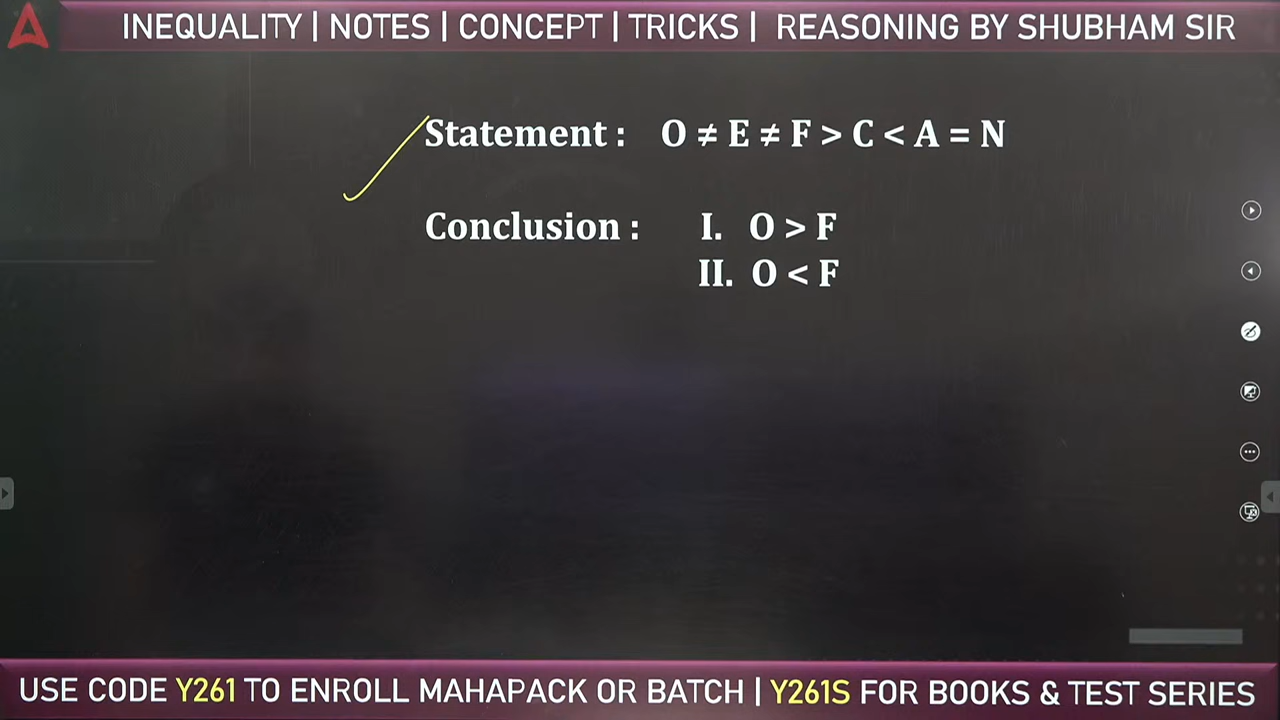 INEQUALITY | NOTES | CONCEPT | TRICKS | REASONING BY SHUBHAM SIR
Statement : O ≠ E ≠ F > C < A = N
Conclusion : I. O > F
II. O < F
USE CODE Y261 TO ENROLL MAHAPACK OR BATCH | Y261S FOR BOOKS & TEST SERIES